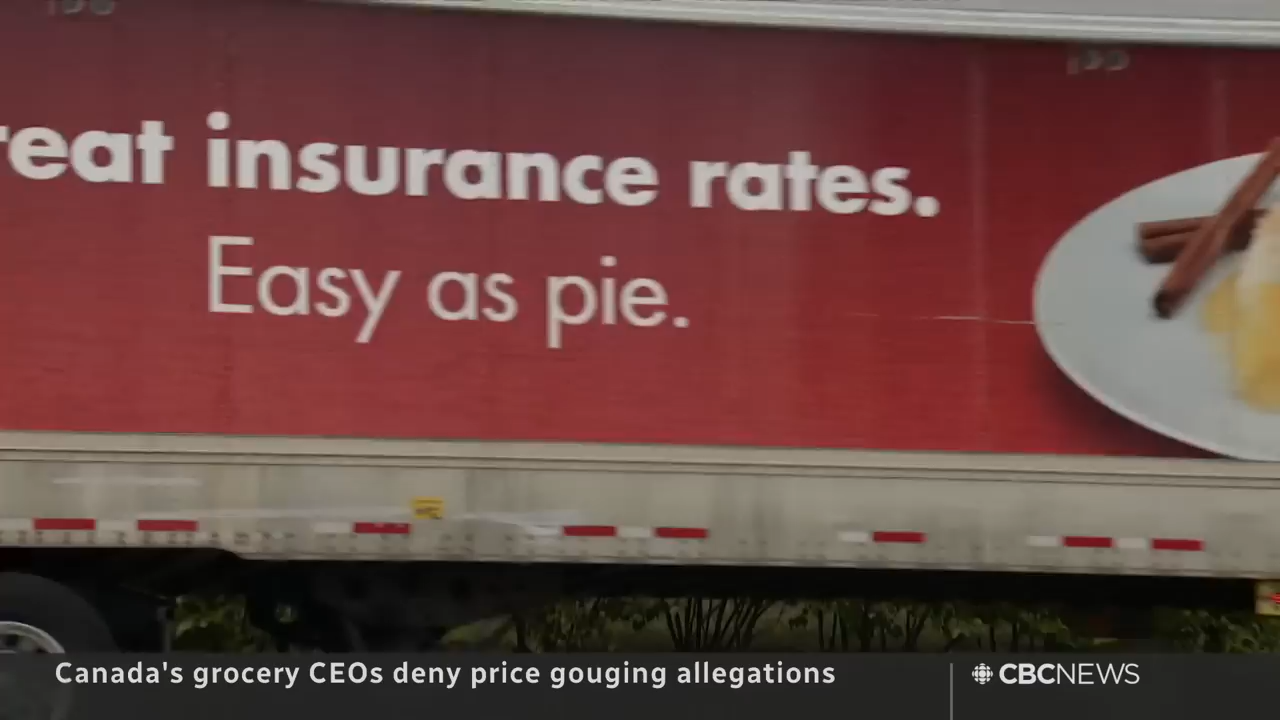 reat insurance rates.
Easy as pie.
Canada's grocery CEOs deny price gouging allegations
CBCNEWS